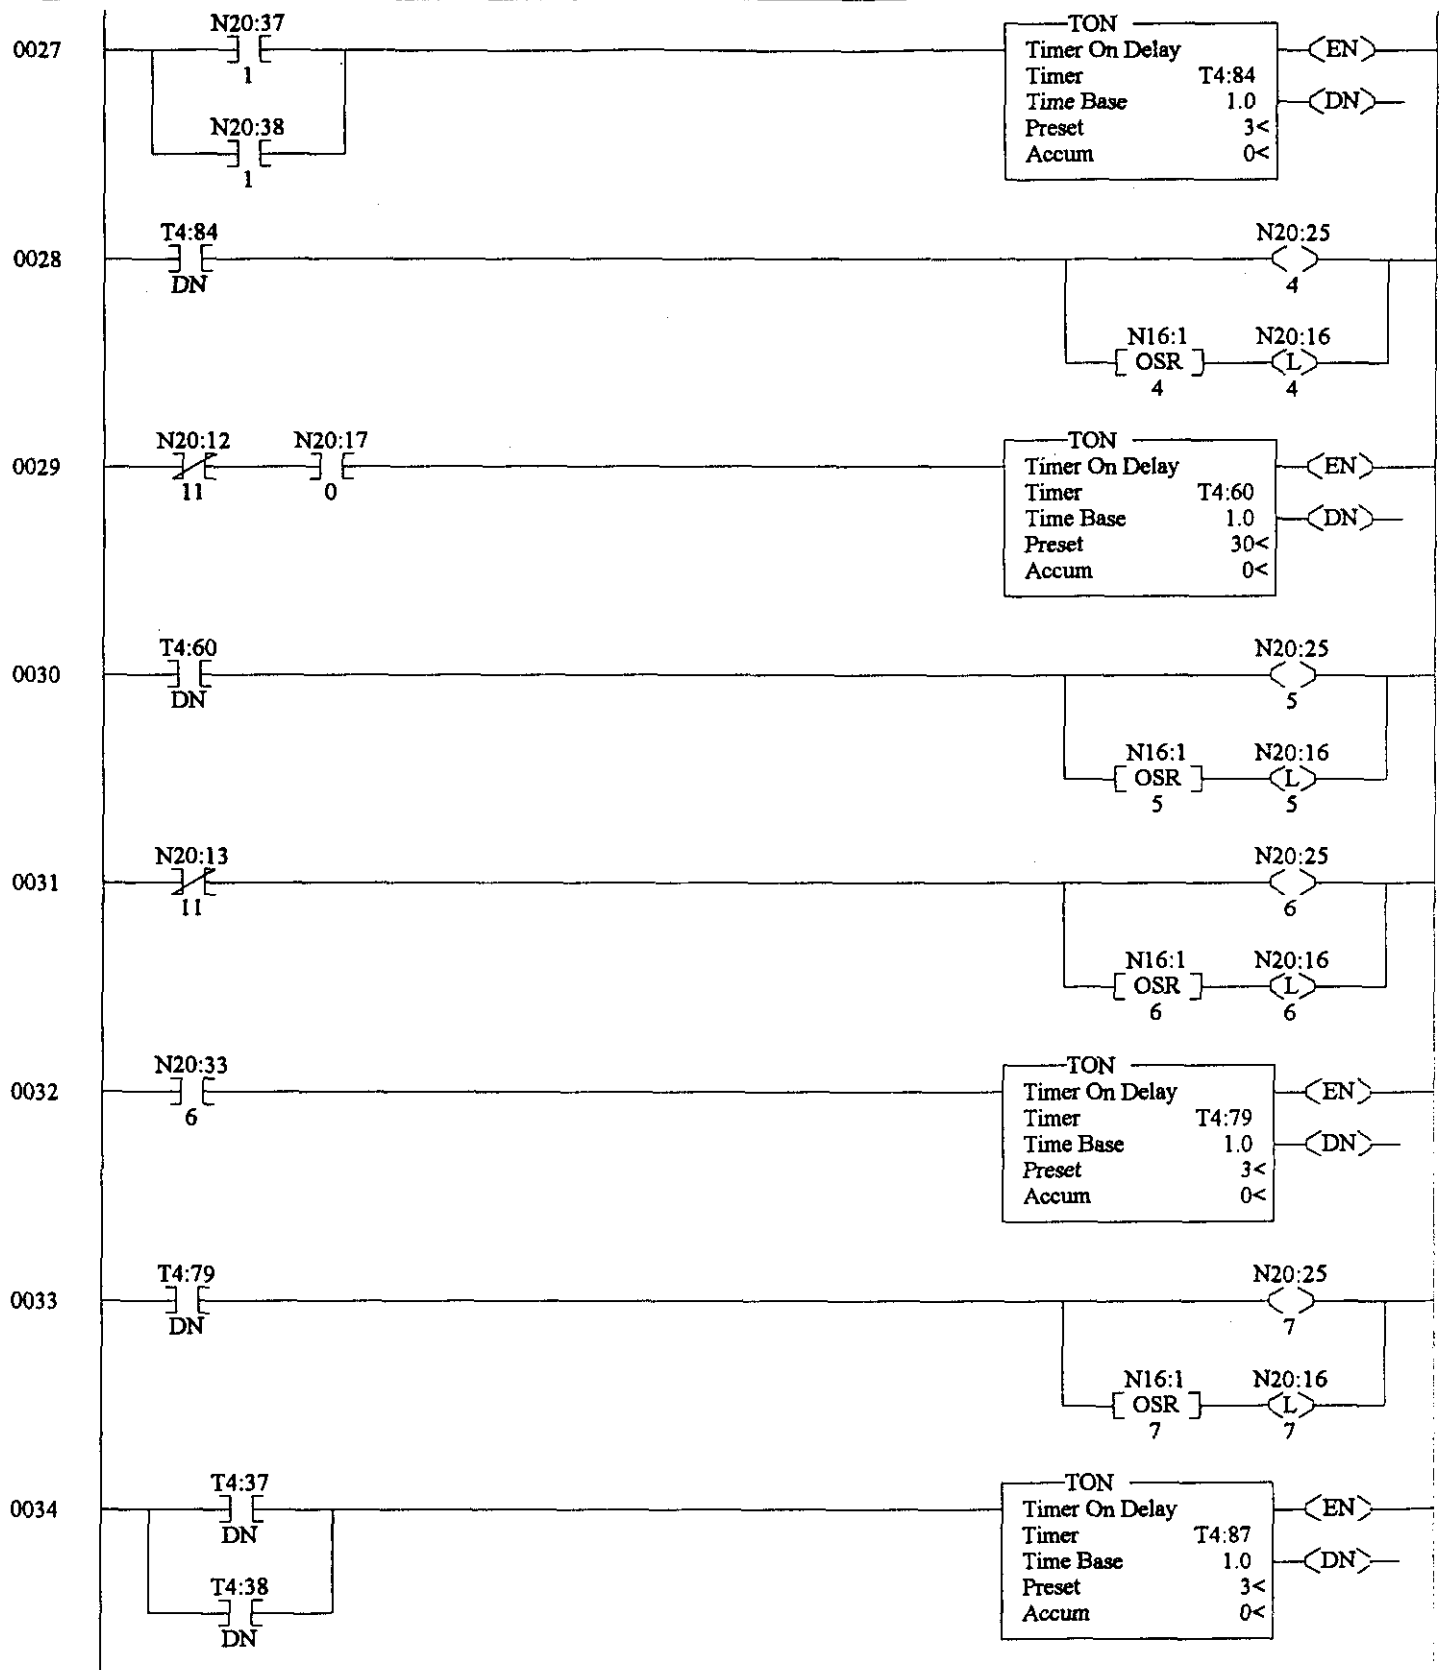 0027
N20:37
1
N20:38
1
TON
Timer On Delay
Timer T4:84
Time Base 1.0
Preset 3<
Accum 0<
EN
DN
0028
T4:84
DN
N20:25
4
N16:1
OSR
4
N20:16
L
4
0029
N20:12
11
N20:17
0
TON
Timer On Delay
Timer T4:60
Time Base 1.0
Preset 30<
Accum 0<
EN
DN
0030
T4:60
DN
N20:25
5
N16:1
OSR
5
N20:16
L
5
0031
N20:13
11
N20:25
6
N16:1
OSR
6
N20:16
L
6
0032
N20:33
6
TON
Timer On Delay
Timer T4:79
Time Base 1.0
Preset 3<
Accum 0<
EN
DN
0033
T4:79
DN
N20:25
7
N16:1
OSR
7
N20:16
L
7
0034
T4:37
DN
T4:38
DN
TON
Timer On Delay
Timer T4:87
Time Base 1.0
Preset 3<
Accum 0<
EN
DN